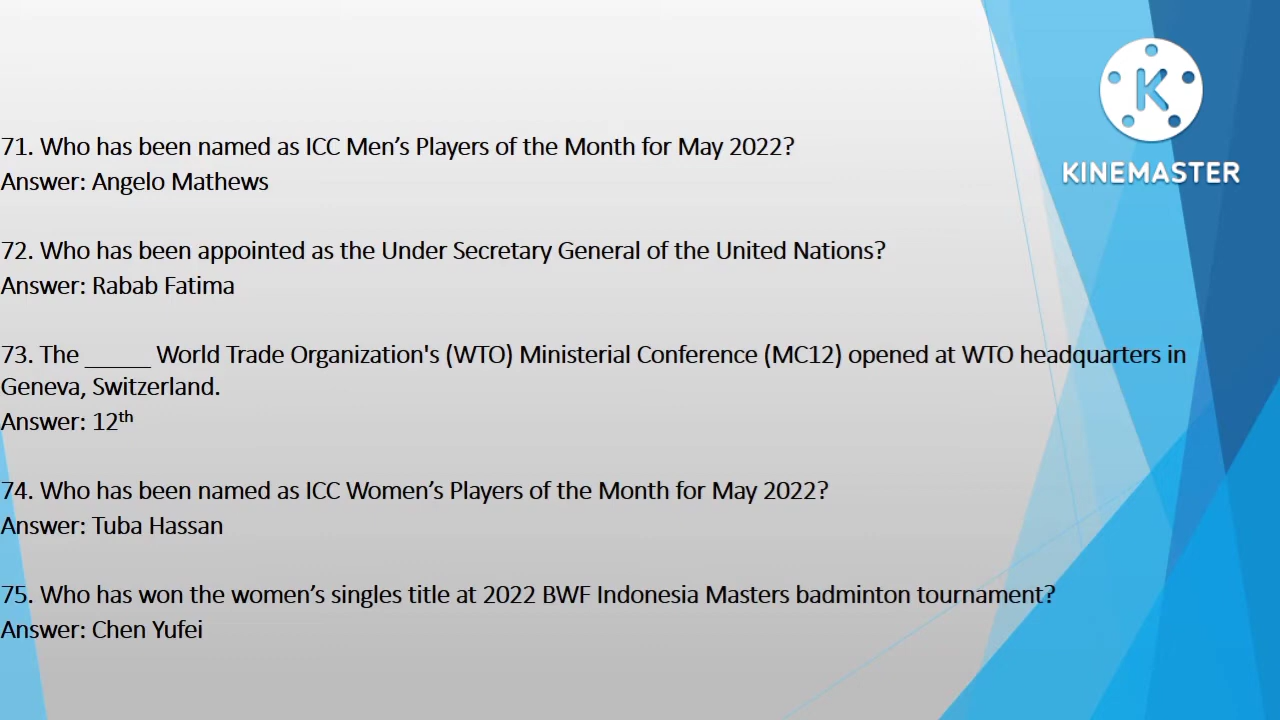 71. Who has been named as ICC Men’s Players of the Month for May 2022?
Answer: Angelo Mathews
72. Who has been appointed as the Under Secretary General of the United Nations?
Answer: Rabab Fatima
73. The _____ World Trade Organization's (WTO) Ministerial Conference (MC12) opened at WTO headquarters in
Geneva, Switzerland.
Answer: 12th
74. Who has been named as ICC Women’s Players of the Month for May 2022?
Answer: Tuba Hassan
75. Who has won the women’s singles title at 2022 BWF Indonesia Masters badminton tournament?
Answer: Chen Yufei
K
KINEMASTER